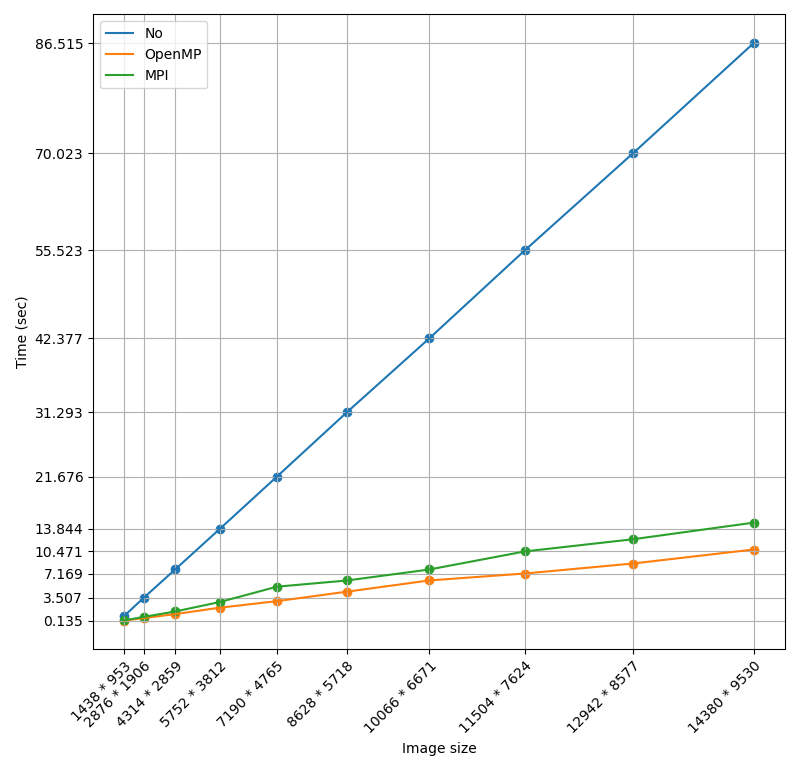 No
OpenMP
MPI
86.515
70.023
55.523
42.377
31.293
21.676
13.844
10.471
7.169
3.507
0.135
Time (sec)
1438 * 953
2876 * 1906
4314 * 2859
5752 * 3812
7190 * 4765
8628 * 5718
10066 * 6671
11504 * 7624
12942 * 8577
14380 * 9530
Image size